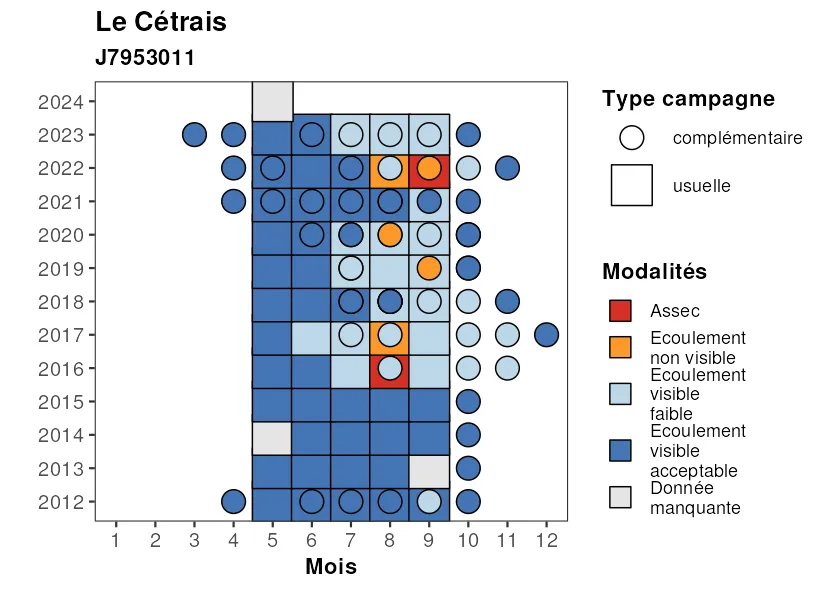 Le Cétrais
J7953011
2024
2023
2022
2021
2020
2019
2018
2017
2016
2015
2014
2013
2012
1 2 3 4 5 6 7 8 9 10 11 12
Mois
Type campagne
complémentaire
usuelle
Modalités
Assec
Ecoulement
non visible
Ecoulement
visible
faible
Ecoulement
visible
acceptable
Donnée
manquante